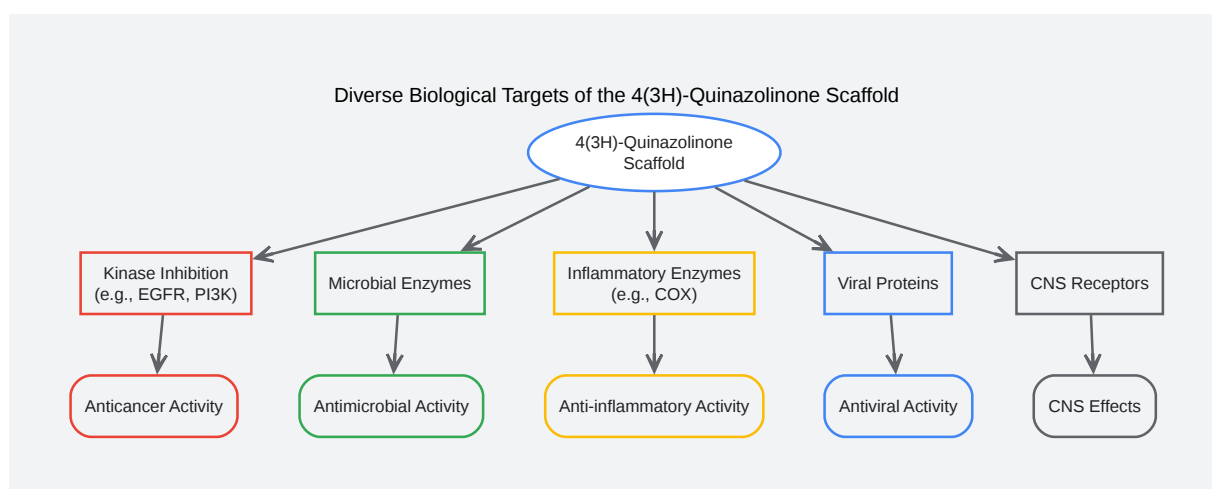 Diverse Biological Targets of the 4(3H)-Quinazolinone Scaffold
4(3H)-Quinazolinone
Scaffold
Kinase Inhibition
(e.g., EGFR, PI3K)
Microbial Enzymes
Inflammatory Enzymes
(e.g., COX)
Viral Proteins
CNS Receptors
Anticancer Activity
Antimicrobial Activity
Anti-inflammatory Activity
Antiviral Activity
CNS Effects